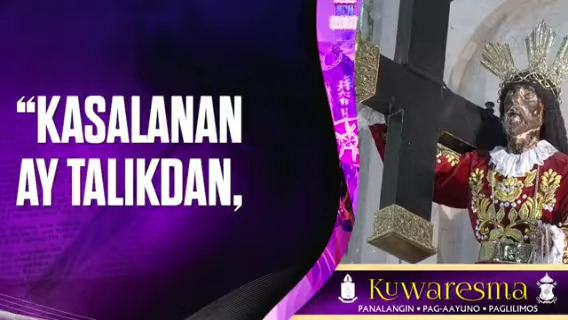 “KASALANAN
AY TALIKDAN,
Kuwaresma
PANALANGIN • PAG-AAYUNO • PAGLILIMOS